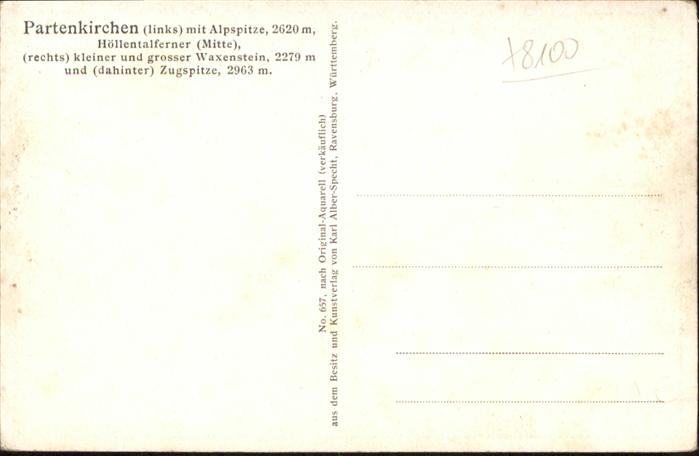 Partenkirchen (links) mit Alpspitze, 2620 m,
Höllentalferner (Mitte),
(rechts) kleiner und grosser Waxenstein, 2279 m
und (dahinter) Zugspitze, 2963 m.
No. 657. nach Original-Aquarell (verkäuflich)
aus dem Besitz und Kunstverlag von Karl Alber-Specht, Ravensburg, Württemberg.
8100